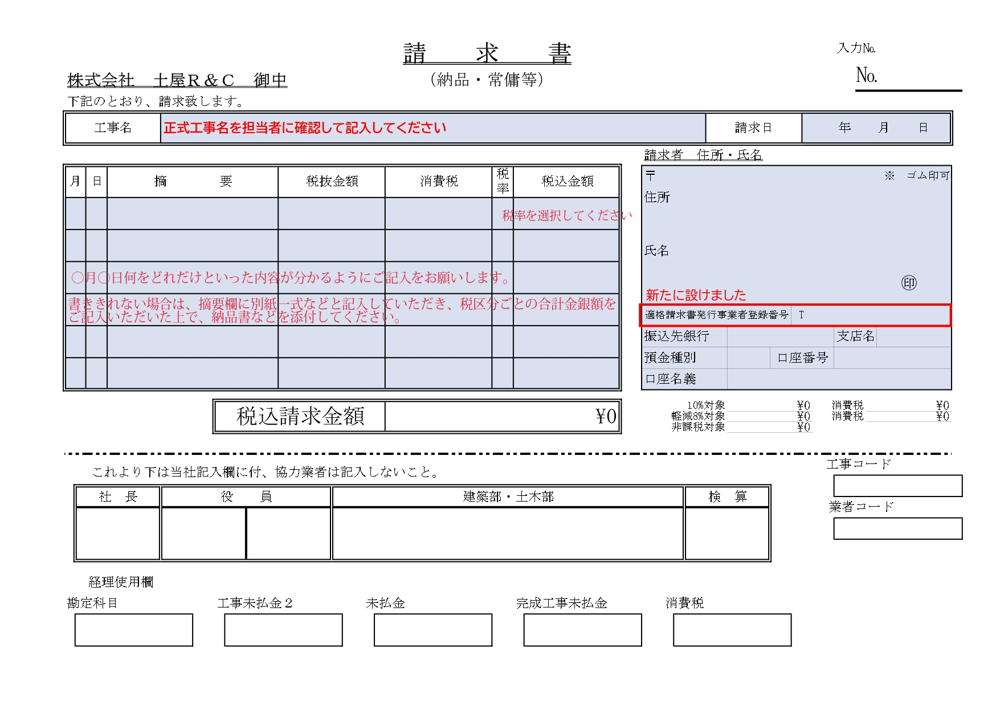 請　求　書
入力No.
No.
株式会社　土屋Ｒ＆Ｃ　御中
（納品・常傭等）
下記のとおり、請求致します。
工事名　正式工事名を担当者に確認して記入してください　請求日　年　月　日
請求者　住所・氏名
月　日　摘　要　税抜金額　消費税　税率　税込金額
税率を選択してください
〇月〇日何をどれだけといった内容が分かるようにご記入をお願いします。
書ききれない場合は、摘要欄に別紙一式などと記入していただき、税区分ごとの合計金銀額を
ご記入いただいた上で、納品書などを添付してください。
〒　※　ゴム印可
住所
氏名
㊞
新たに設けました
適格請求書発行事業者登録番号　T
振込先銀行　支店名
預金種別　口座番号
口座名義
税込請求金額　¥0
10%対象　¥0　消費税　¥0
軽減8%対象　¥0　消費税　¥0
非課税対象　¥0
これより下は当社記入欄に付、協力業者は記入しないこと。
工事コード
業者コード
社　長　役　員　建築部・土木部　検　算
経理使用欄
勘定科目　工事未払金２　未払金　完成工事未払金　消費税